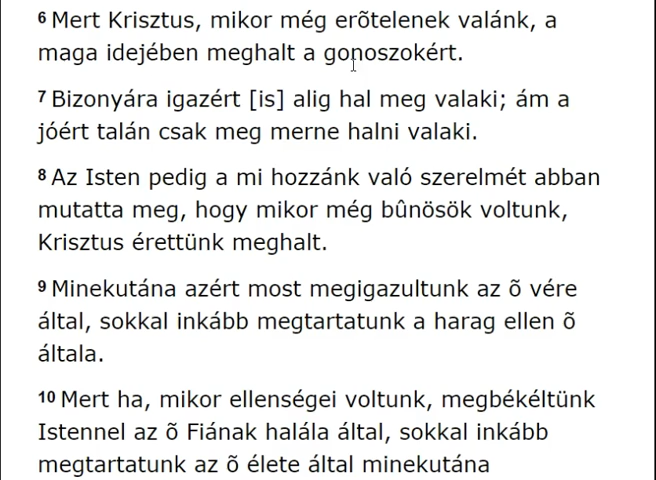 6 Mert Krisztus, mikor még erõtelenek valánk, a
maga idejében meghalt a gonoszokért.
7 Bizonyára igazért [is] alig hal meg valaki; ám a
jóért talán csak meg merne halni valaki.
8 Az Isten pedig a mi hozzánk való szerelmét abban
mutatta meg, hogy mikor még bûnösök voltunk,
Krisztus érettünk meghalt.
9 Minekutána azért most megigazultunk az õ vére
által, sokkal inkább megtartatunk a harag ellen õ
általa.
10 Mert ha, mikor ellenségei voltunk, megbékéltünk
Istennel az õ Fiának halála által, sokkal inkább
megtartatunk az õ élete által minekutána